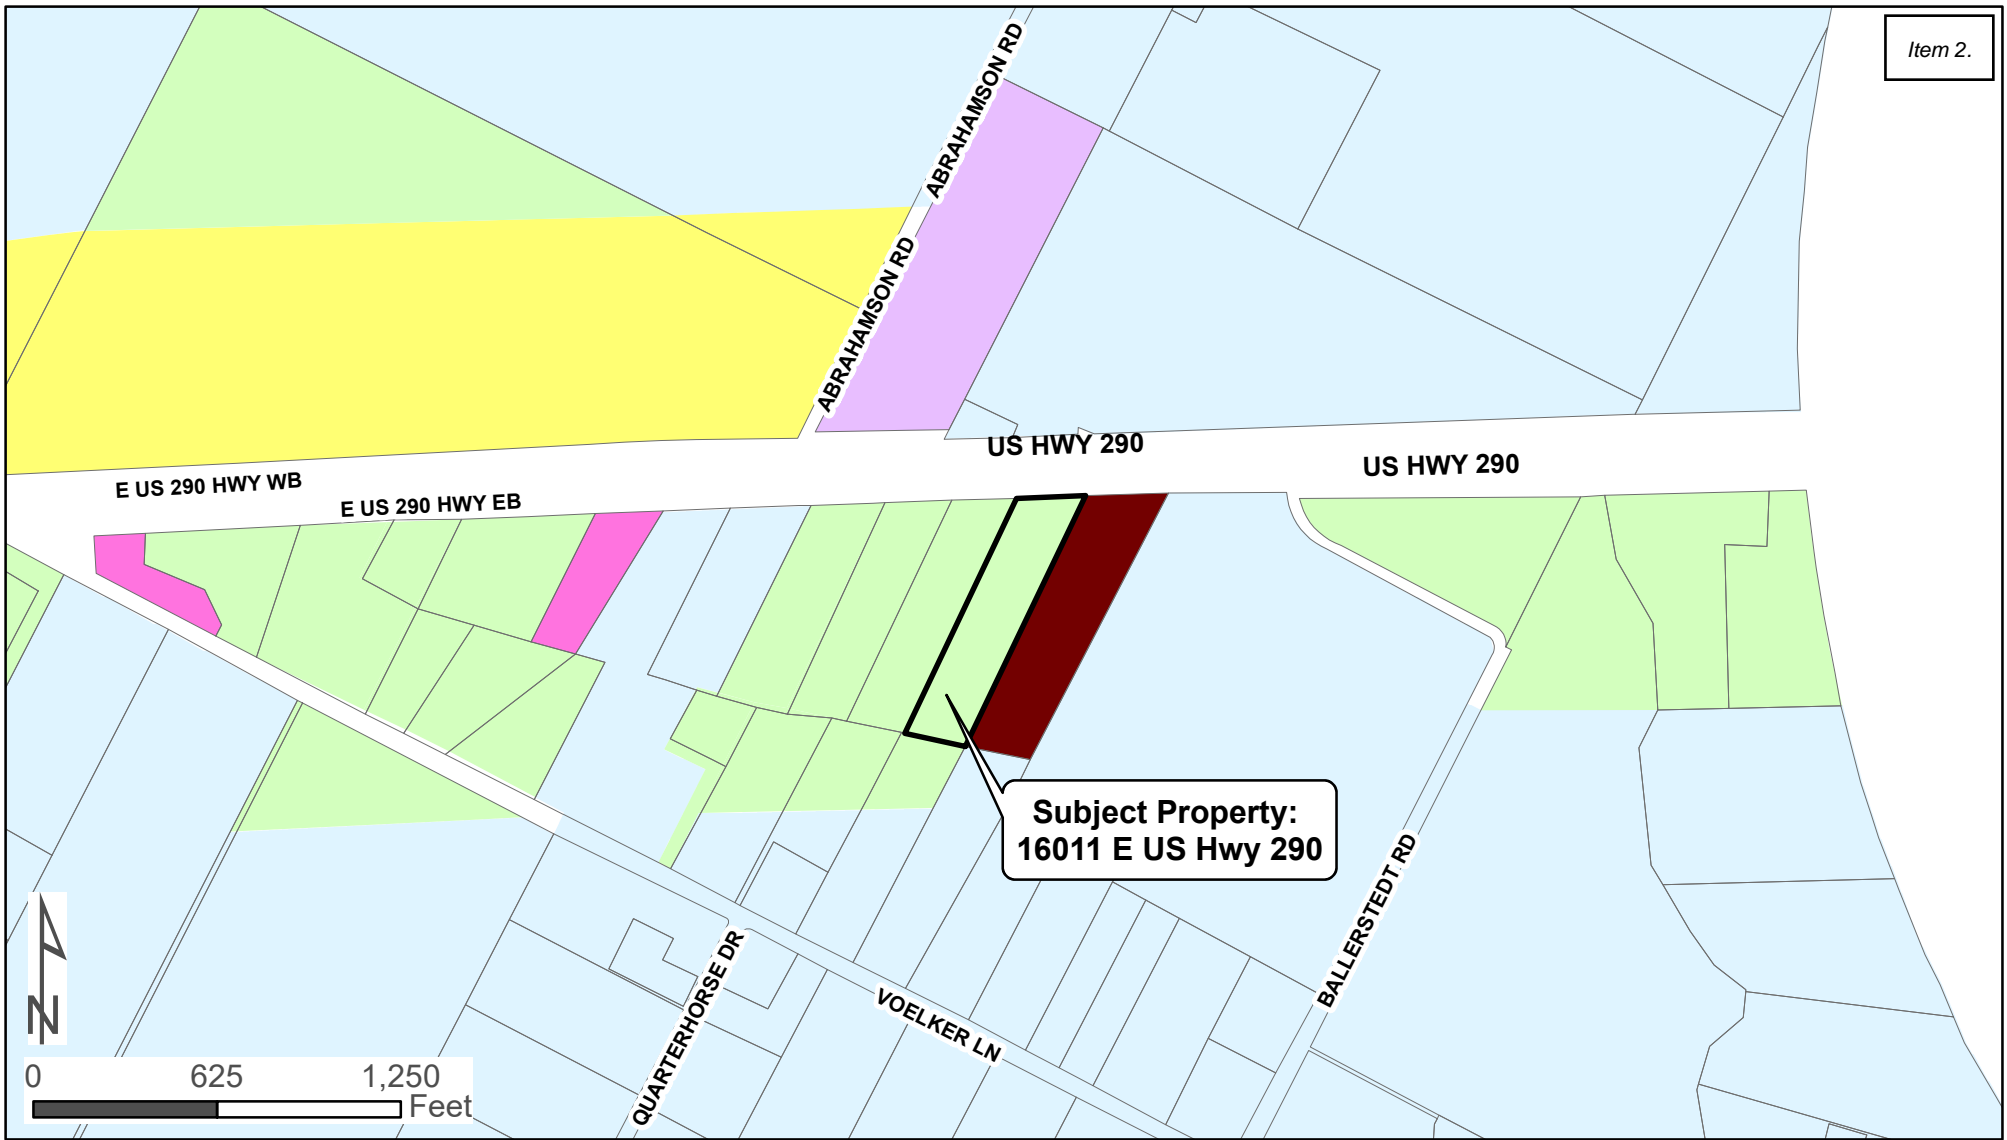 Item 2.
ABRAHAMSON RD
ABRAHAMSON RD
US HWY 290
US HWY 290
E US 290 HWY WB
E US 290 HWY EB
Subject Property:
16011 E US Hwy 290
BALLERSTEDT RD
QUARTERHORSE DR
VOELKER LN
N
0 625 1,250
Feet